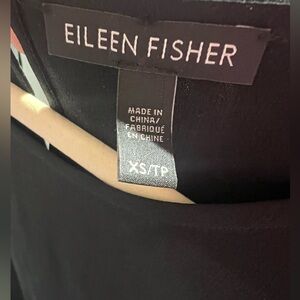 EILEEN FISHER
MADE IN
CHINA/
FABRIQUÉ
EN CHINE
XS/TP